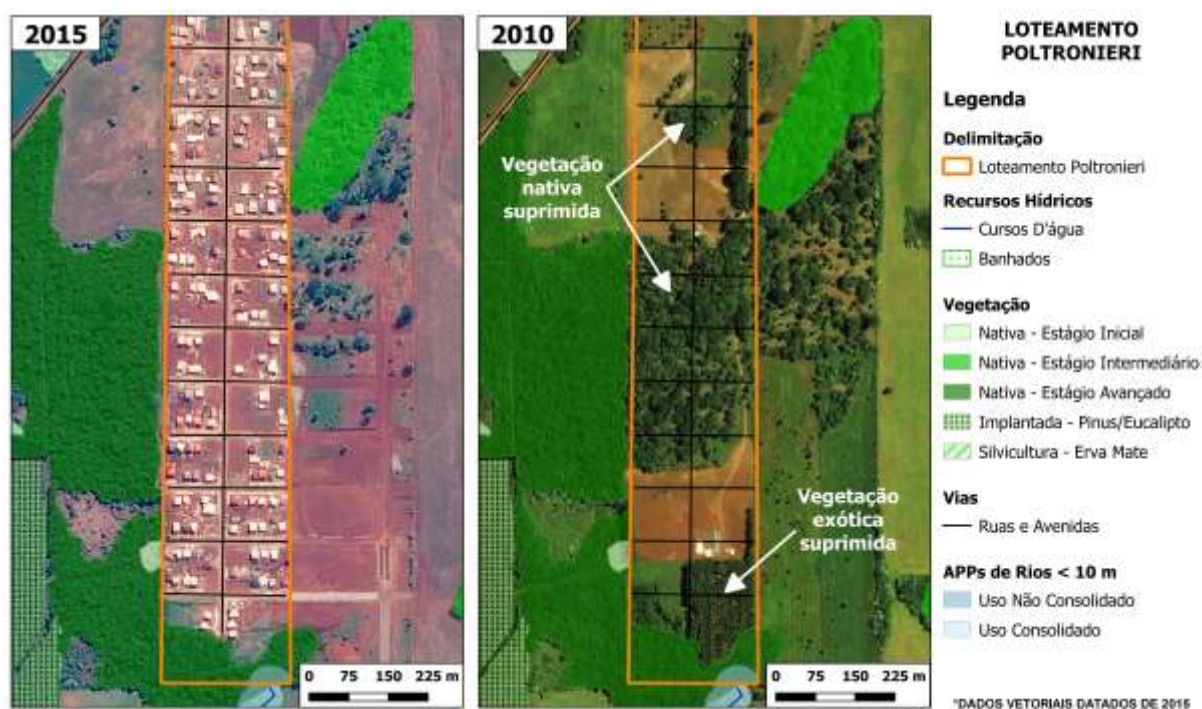 2015
2010
Vegetação
nativa
suprimida
Vegetação
exótica
suprimida
0 75 150 225 m
0 75 150 225 m
LOTEAMENTO
POLTRONIERI
Legenda
Delimitação
Loteamento Poltronieri
Recursos Hídricos
Cursos D'água
Banhados
Vegetação
Nativa - Estágio Inicial
Nativa - Estágio Intermediário
Nativa - Estágio Avançado
Implantada - Pinus/Eucalipto
Silvicultura - Erva Mate
Vias
Ruas e Avenidas
APPs de Rios < 10 m
Uso Não Consolidado
Uso Consolidado
*DADOS VETORIAIS DATADOS DE 2015